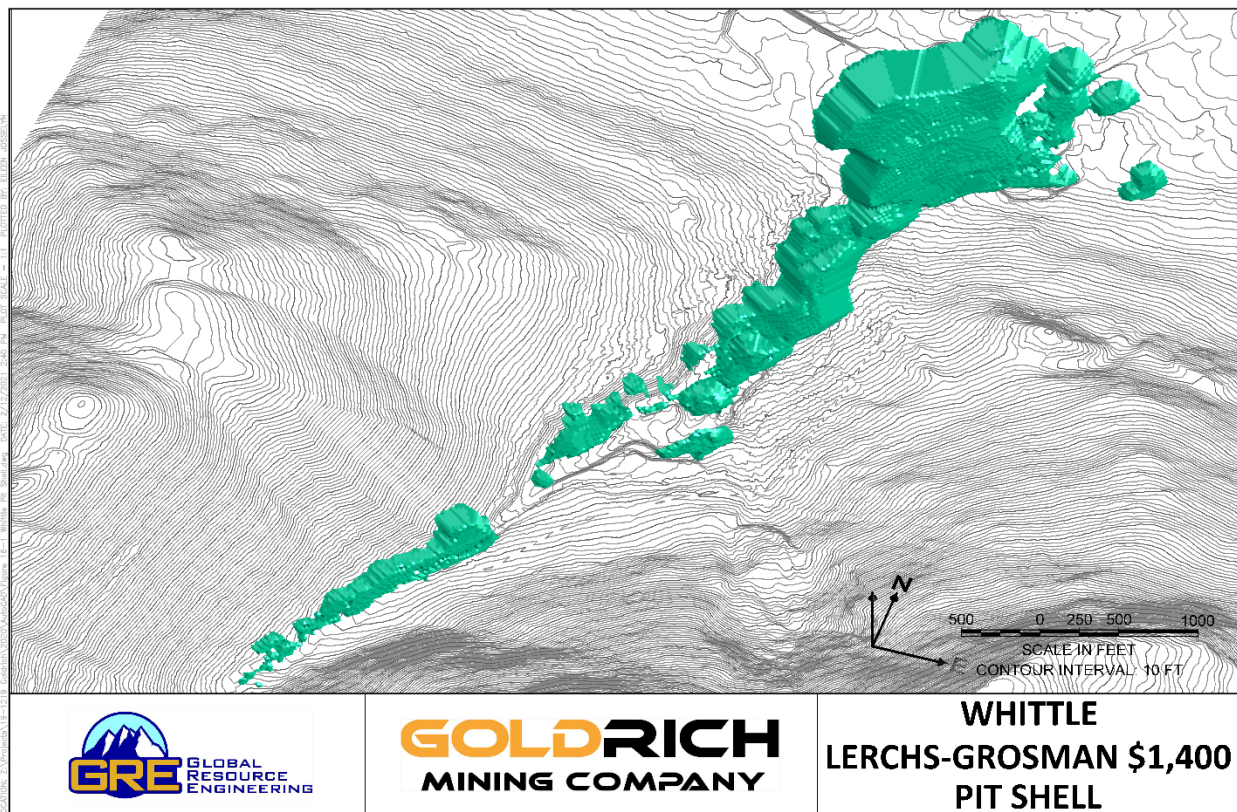 N
E
500 0 250 500 1000
SCALE IN FEET
CONTOUR INTERVAL: 10 FT
GRE GLOBAL
RESOURCE
ENGINEERING
GOLDRICH
MINING COMPANY
WHITTLE
LERCHS-GROSMAN $1,400
PIT SHELL